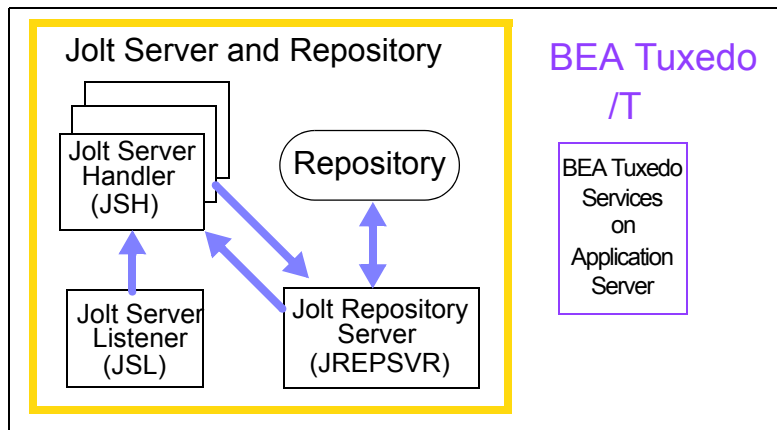 Jolt Server and Repository
Jolt Server
Handler
(JSH)
Repository
Jolt Server
Listener
(JSL)
Jolt Repository
Server
(JREPSVR)
BEA Tuxedo
/T
BEA Tuxedo
Services
on
Application
Server